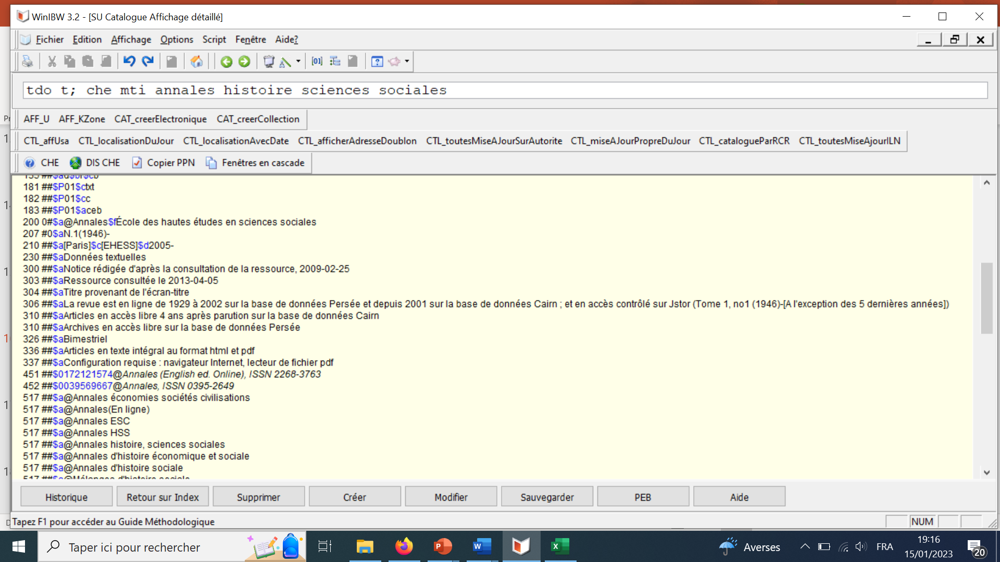 WinIBW 3.2 - [SU Catalogue Affichage détaillé]
Fichier Edition Affichage Options Script Fenêtre Aide?
tdo t; che mti annales histoire sciences sociales
AFF_U AFF_KZone CAT_creerElectronique CAT_creerCollection
CTL_affUsa CTL_localisationDuJour CTL_localisationAvecDate CTL_afficherAdresseDoublon CTL_toutesMiseAJourSurAutorite CTL_miseAJourPropreDuJour CTL_catalogueParRCR CTL_toutesMiseAjourILN
CHE DIS CHE Copier PPN Fenêtres en cascade
135 ##$ad$br$cb
181 ##$P01$ctxt
182 ##$P01$cc
183 ##$P01$aceb
200 0#$a@Annales$fÉcole des hautes études en sciences sociales
207 #0$aN.1(1946)-
210 ##$a[Paris]$c[EHESS]$d2005-
230 ##$aDonnées textuelles
300 ##$aNotice rédigée d'après la consultation de la ressource, 2009-02-25
303 ##$aRessource consultée le 2013-04-05
304 ##$aTitre provenant de l'écran-titre
306 ##$aLa revue est en ligne de 1929 à 2002 sur la base de données Persée et depuis 2001 sur la base de données Cairn ; et en accès contrôlé sur Jstor (Tome 1, no1 (1946)-[A l'exception des 5 dernières années])
310 ##$aArticles en accès libre 4 ans après parution sur la base de données Cairn
310 ##$aArchives en accès libre sur la base de données Persée
326 ##$aBimestriel
336 ##$aArticles en texte intégral au format html et pdf
337 ##$aConfiguration requise : navigateur Internet, lecteur de fichier pdf
451 ##$0172121574@Annales (English ed. Online), ISSN 2268-3763
452 ##$0039569667@Annales, ISSN 0395-2649
517 ##$a@Annales économies sociétés civilisations
517 ##$a@Annales(En ligne)
517 ##$a@Annales ESC
517 ##$a@Annales HSS
517 ##$a@Annales histoire, sciences sociales
517 ##$a@Annales d'histoire économique et sociale
517 ##$a@Annales d'histoire sociale
517 ##$a@Mélanges d'histoire sociale
Historique Retour sur Index Supprimer Créer Modifier Sauvegarder PEB Aide
Tapez F1 pour accéder au Guide Méthodologique NUM
Taper ici pour rechercher Averses FRA 19:16
15/01/2023 20